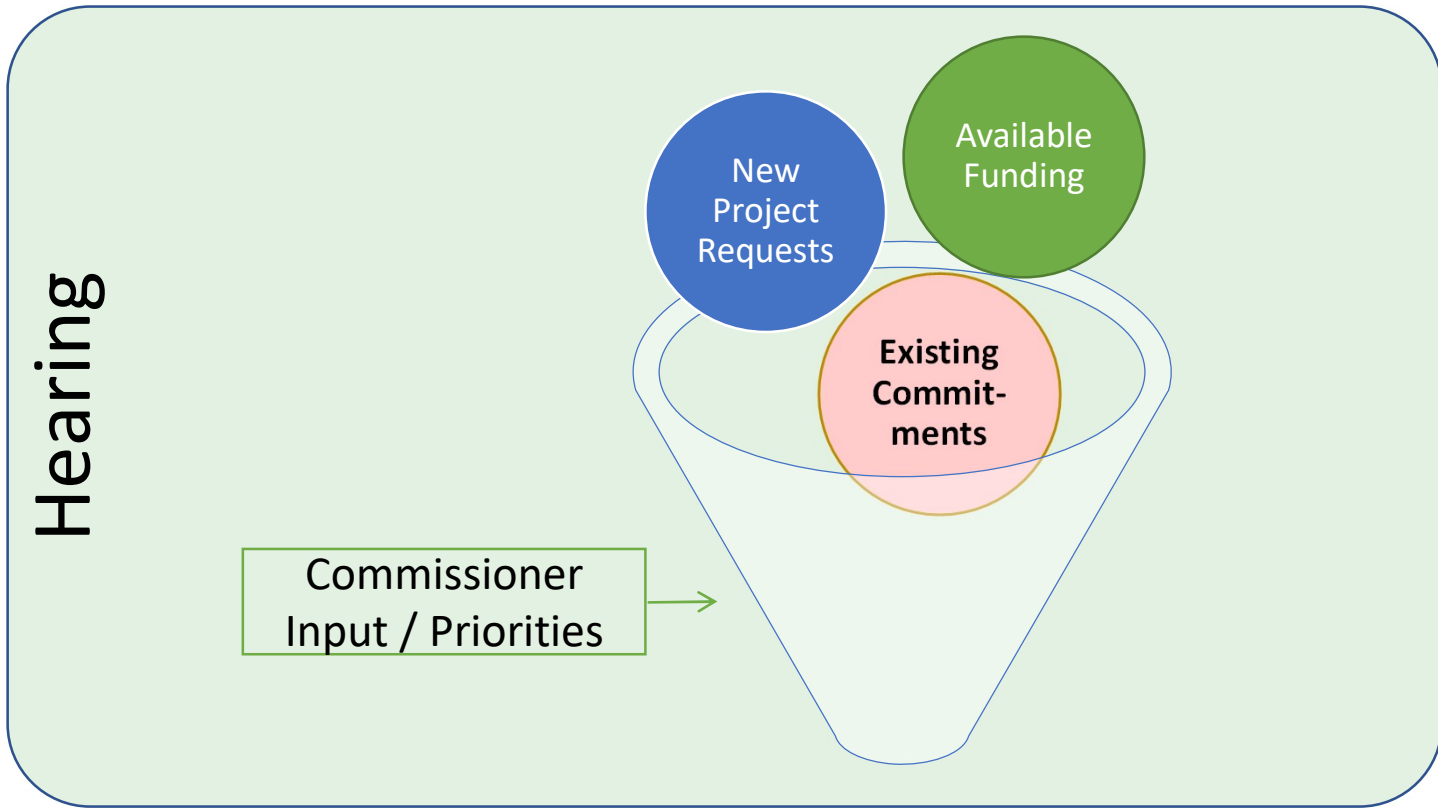 Hearing
New
Project
Requests
Available
Funding
Existing
Commit-
ments
Commissioner
Input / Priorities